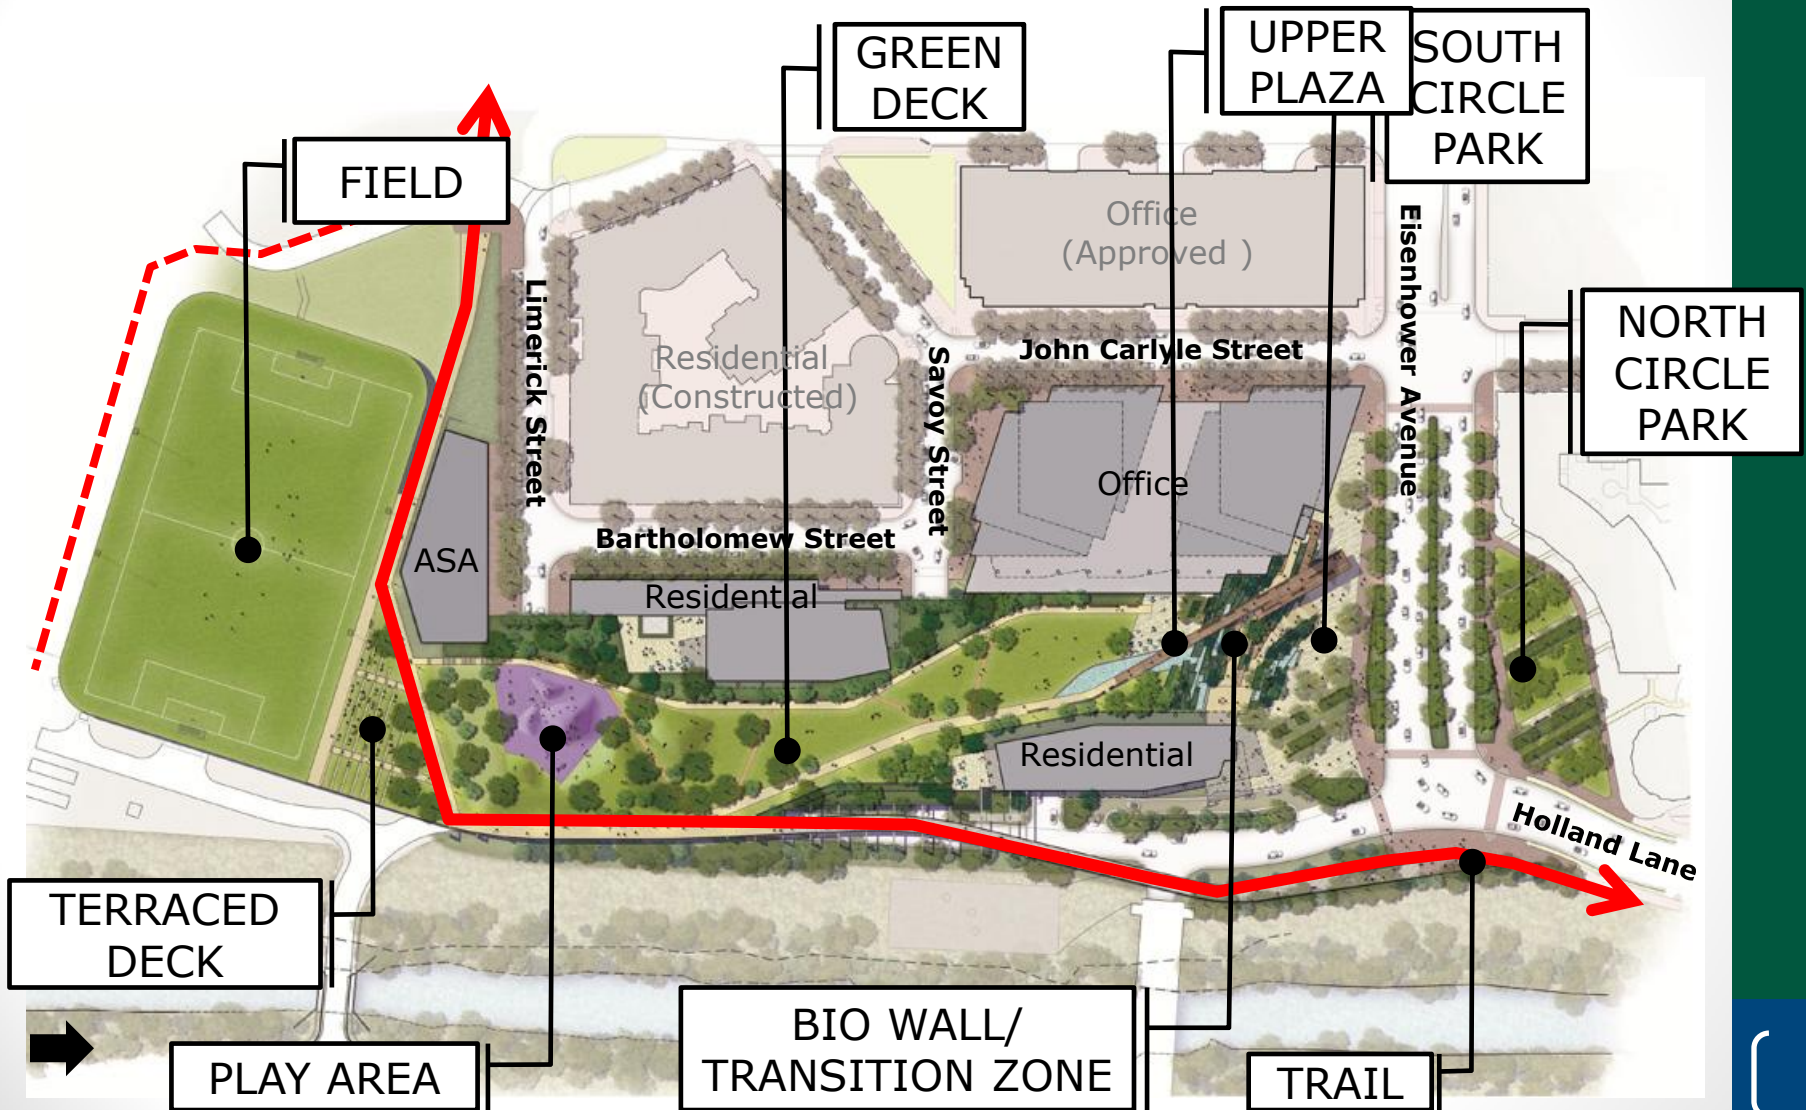 GREEN
DECK
UPPER
PLAZA
SOUTH
CIRCLE
PARK
FIELD
Office
(Approved )
Eisenhower Avenue
Limerick Street
NORTH
CIRCLE
PARK
Residential
(Constructed)
Savoy Street
John Carlyle Street
Office
Bartholomew Street
ASA
Residential
Residential
Holland Lane
TERRACED
DECK
PLAY AREA
BIO WALL/
TRANSITION ZONE
TRAIL